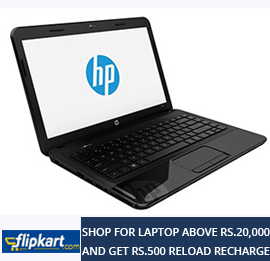 hp
flipkart.com
SHOP FOR LAPTOP ABOVE RS.20,000
AND GET RS.500 RELOAD RECHARGE